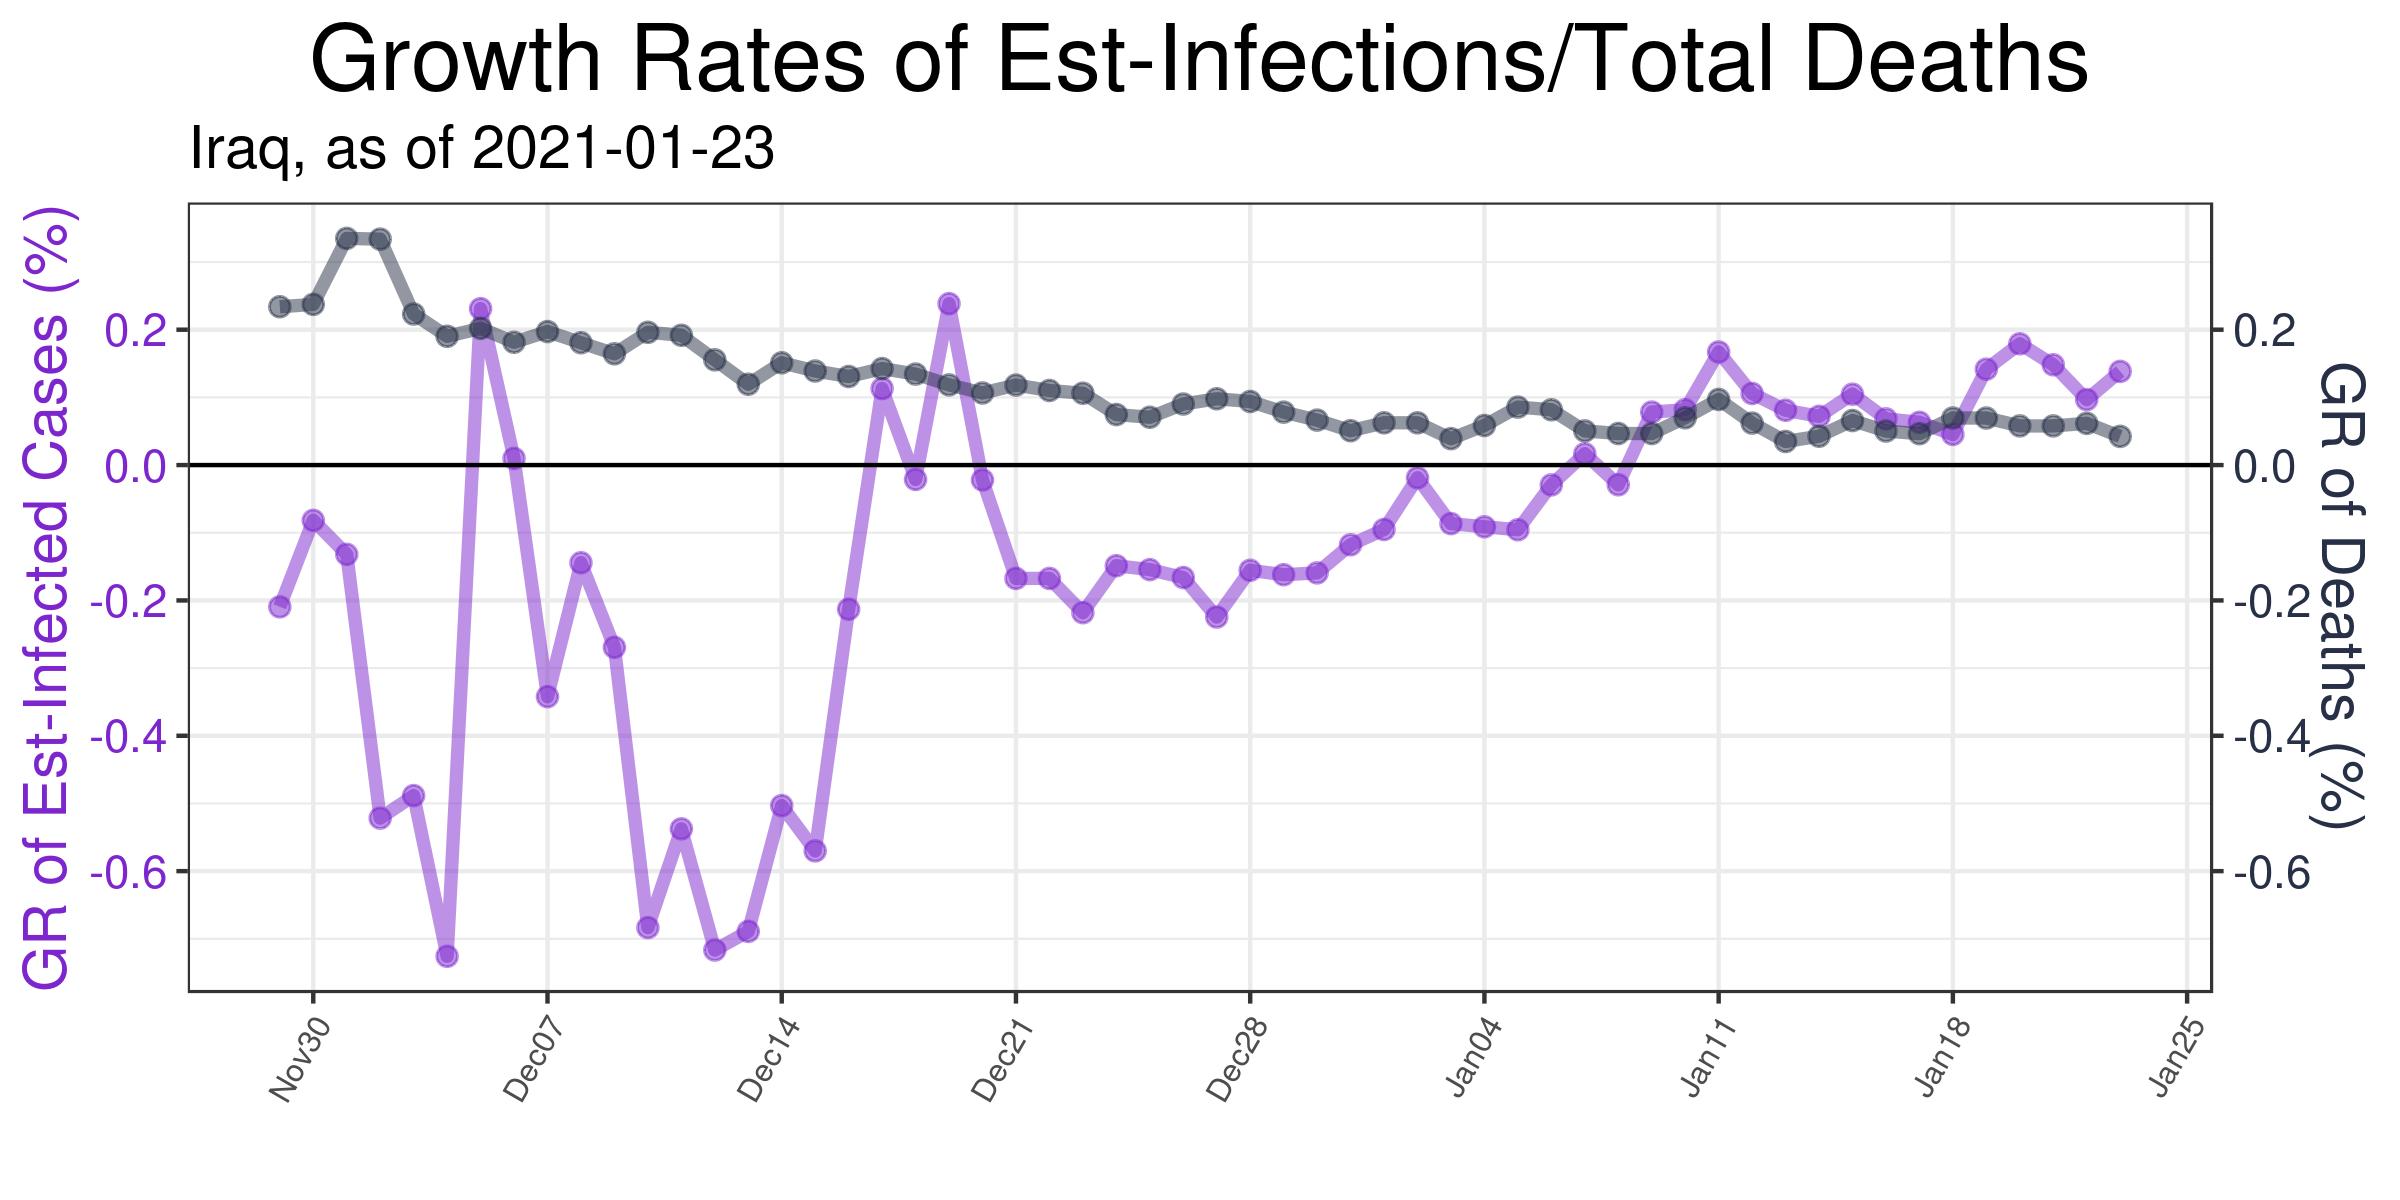 Growth Rates of Est-Infections/Total Deaths
Iraq, as of 2021-01-23
GR of Est-Infected Cases (%)
0.2
0.0
-0.2
-0.4
-0.6
0.2
0.0
-0.2
-0.4
-0.6
GR of Deaths (%)
Nov30
Dec07
Dec14
Dec21
Dec28
Jan04
Jan11
Jan18
Jan25